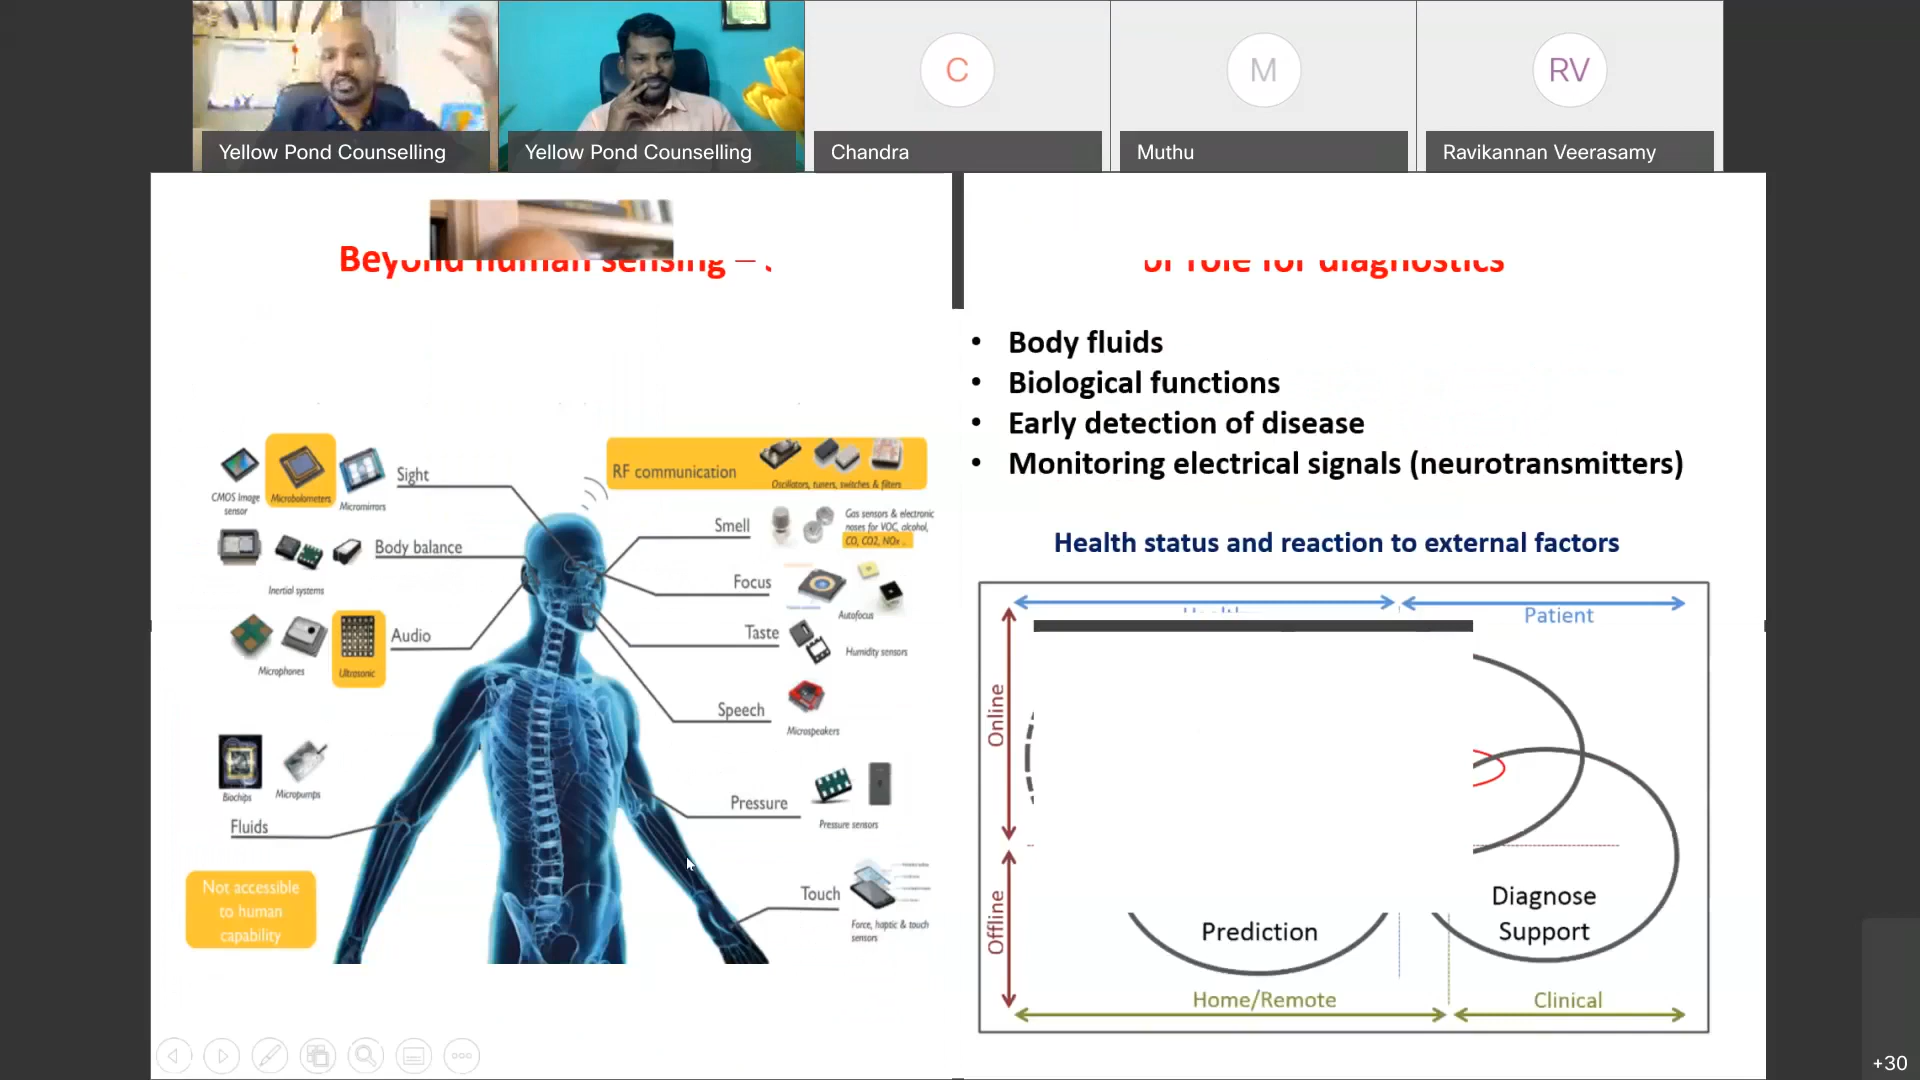 C
M
RV
Yellow Pond Counselling
Yellow Pond Counselling
Chandra
Muthu
Ravikannan Veerasamy
Beyond human sensing –
or role for diagnostics
• Body fluids
• Biological functions
• Early detection of disease
• Monitoring electrical signals (neurotransmitters)
Health status and reaction to external factors
CMOS Image
sensor
Microbolometers
Micromirrors
Sight
Inertial systems
Body balance
Microphones
Ultrasonic
Audio
Biochips
Micropumps
Fluids
Not accessible
to human
capability
RF communication
Oscillators, tuners, switches & filters
Smell
Gas sensors & electronic
noses for VOC, alcohol,
CO, CO2, NOx .
Focus
Autofocus
Taste
Humidity sensors
Speech
Microspeakers
Pressure
Pressure sensors
Touch
Force, haptic & touch
sensors
Patient
Online
Offline
Prediction
Diagnose
Support
Home/Remote
Clinical
+30